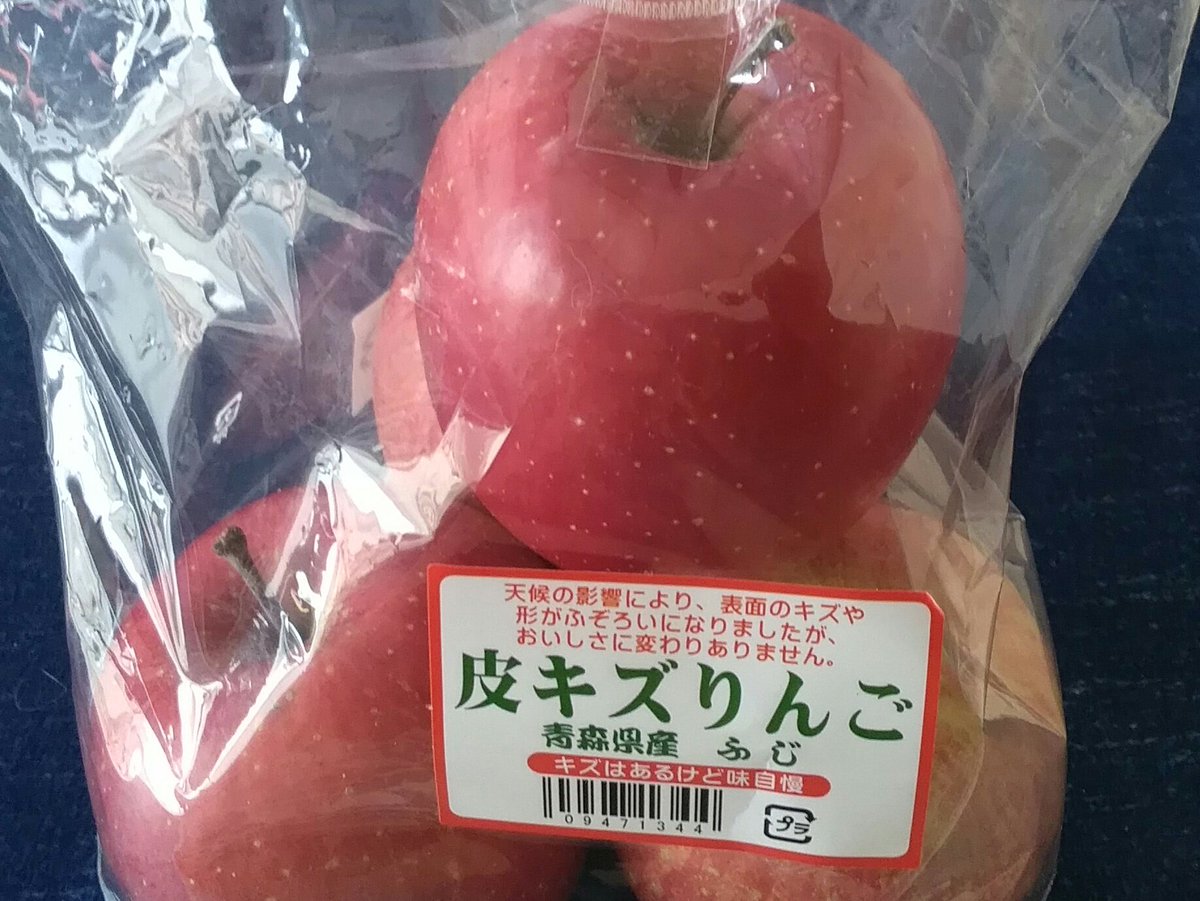 天候の影響により、表面のキズや
形がふぞろいになりましたが、
おいしさに変わりありません。
皮キズりんご
青森県産 ふじ
キズはあるけど味自慢
09471344
プラ